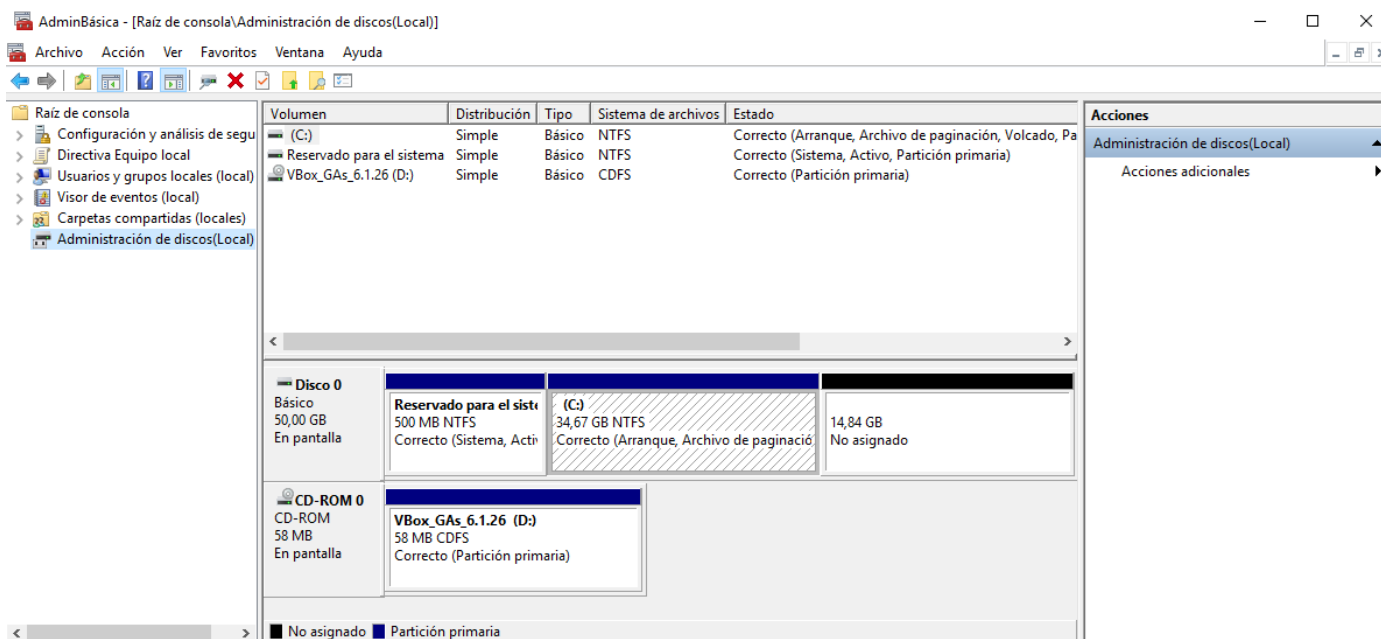 AdminBásica - [Raíz de consola\Administración de discos(Local)]
Archivo Acción Ver Favoritos Ventana Ayuda
Raíz de consola
Configuración y análisis de segu
Directiva Equipo local
Usuarios y grupos locales (local)
Visor de eventos (local)
Carpetas compartidas (locales)
Administración de discos(Local)
Volumen Distribución Tipo Sistema de archivos Estado
(C:) Simple Básico NTFS Correcto (Arranque, Archivo de paginación, Volcado, Pa
Reservado para el sistema Simple Básico NTFS Correcto (Sistema, Activo, Partición primaria)
VBox_GAs_6.1.26 (D:) Simple Básico CDFS Correcto (Partición primaria)
Disco 0
Básico
50,00 GB
En pantalla
Reservado para el siste
500 MB NTFS
Correcto (Sistema, Acti
(C:)
34,67 GB NTFS
Correcto (Arranque, Archivo de paginació
14,84 GB
No asignado
CD-ROM 0
CD-ROM
58 MB
En pantalla
VBox_GAs_6.1.26 (D:)
58 MB CDFS
Correcto (Partición primaria)
No asignado Partición primaria
Acciones
Administración de discos(Local)
Acciones adicionales